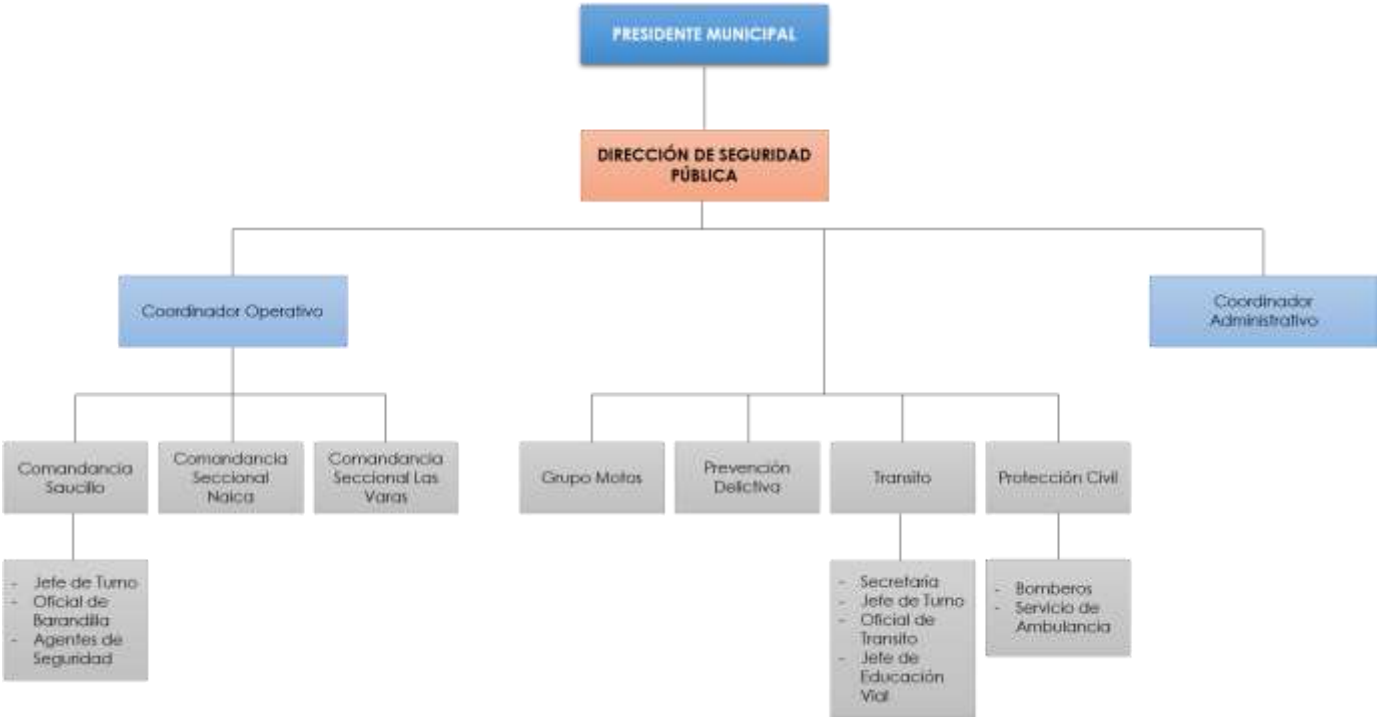 PRESIDENTE MUNICIPAL
DIRECCIÓN DE SEGURIDAD
PÚBLICA
Coordinador Operativo
Coordinador
Administrativo
Comandancia
Saucillo
Comandancia
Seccional
Naica
Comandancia
Seccional Las
Varas
Grupo Motos
Prevención
Delictiva
Transito
Protección Civil
- Jefe de Turno
- Oficial de
Barandilla
- Agentes de
Seguridad
- Secretaria
- Jefe de Turno
- Oficial de
Transito
- Jefe de
Educación
Vial
- Bomberos
- Servicio de
Ambulancia